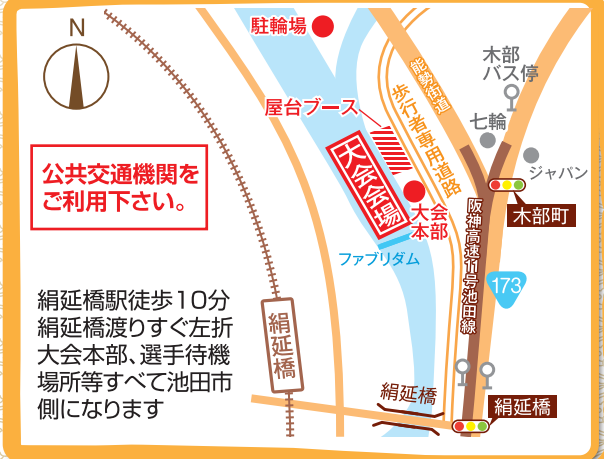 N
駐輪場
能勢街道
木部
バス停
屋台ブース
歩行者専用道路
七輪
ジャパン
公共交通機関を
ご利用下さい。
大会会場
大会
本部
木部町
ファブリダム
阪神高速11号池田線
173
絹延橋駅徒歩10分
絹延橋渡りすぐ左折
大会本部、選手待機
場所等すべて池田市
側になります
絹延橋
絹延橋
絹延橋